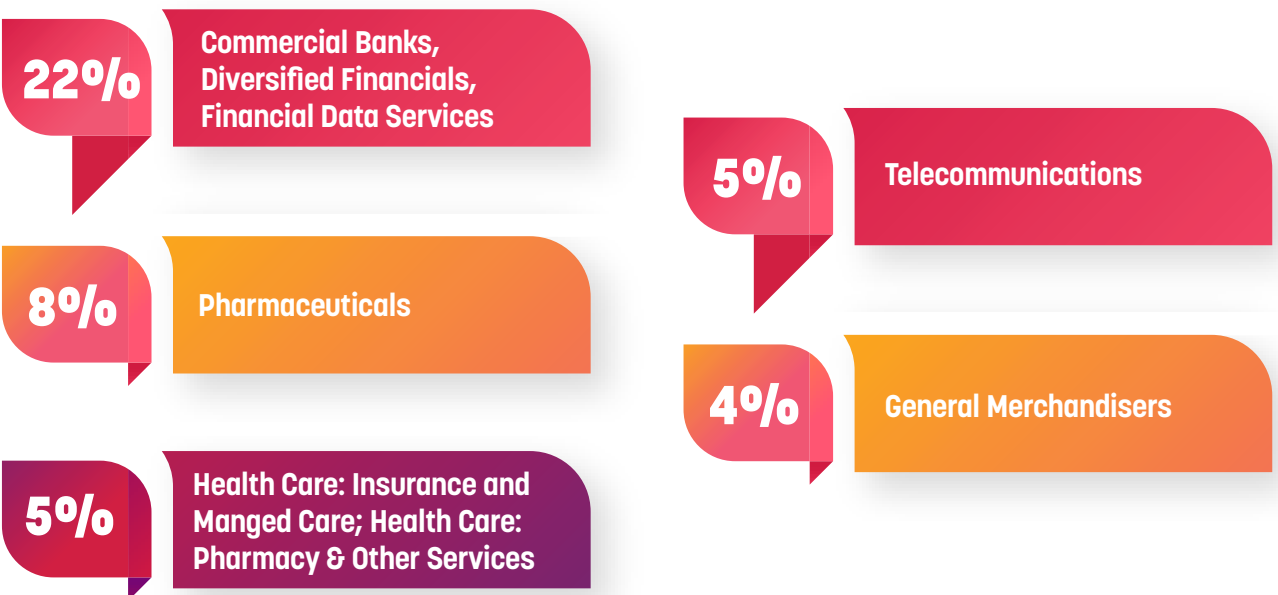 22%
Commercial Banks,
Diversified Financials,
Financial Data Services
8%
Pharmaceuticals
5%
Health Care: Insurance and
Manged Care; Health Care:
Pharmacy & Other Services
5%
Telecommunications
4%
General Merchandisers